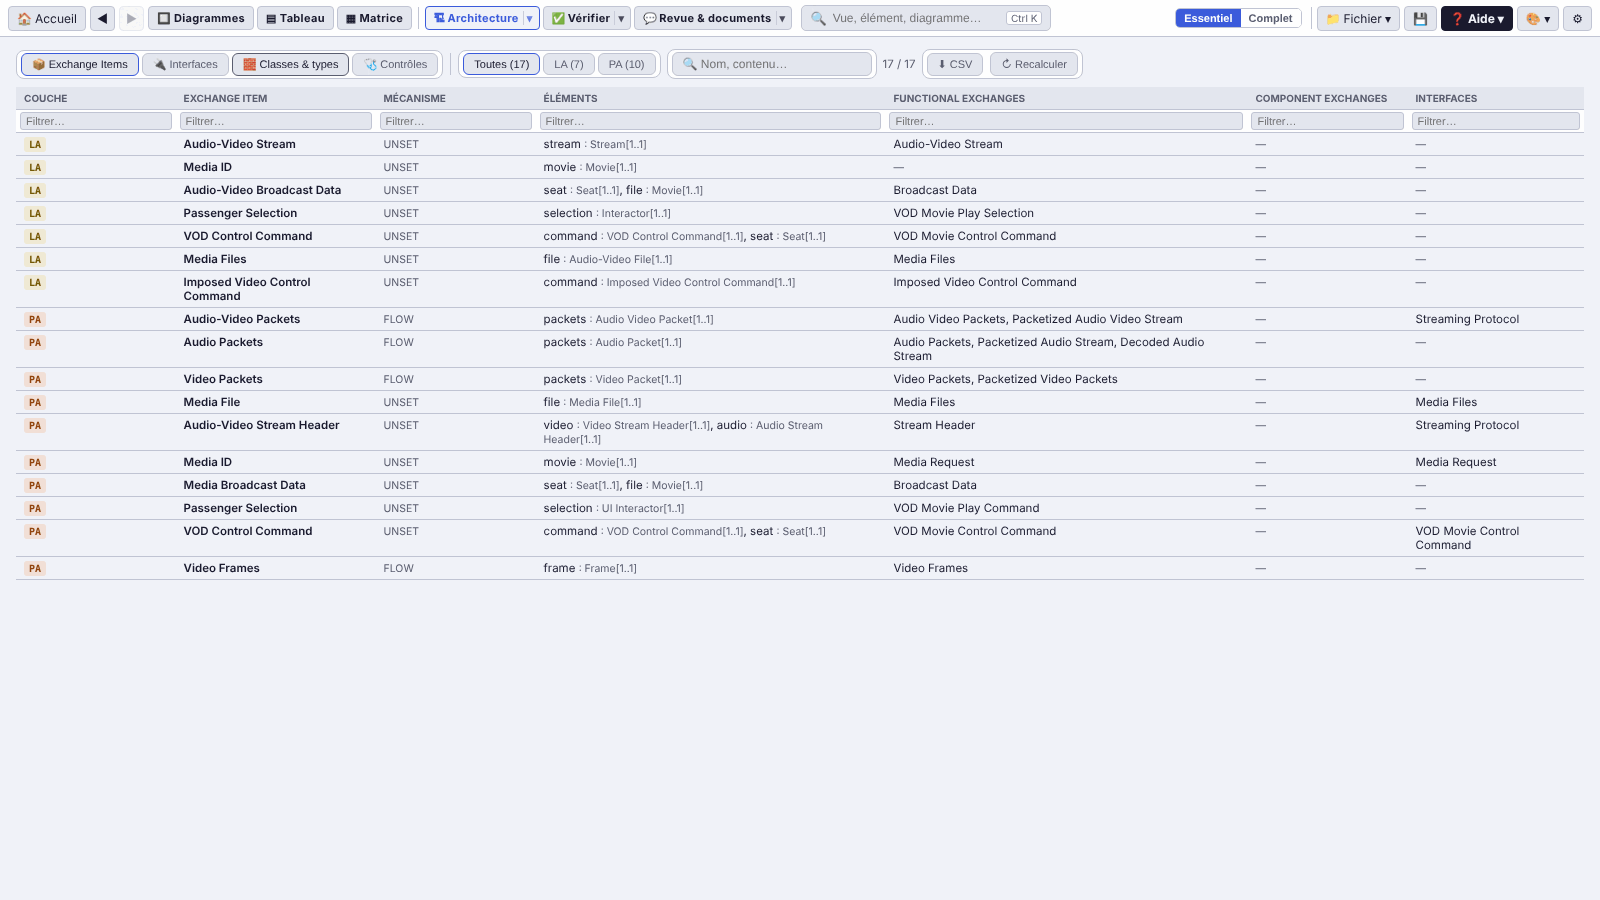 🏠 Accueil ◀ ▶ 🔲 Diagrammes ▤ Tableau ▦ Matrice 🏗 Architecture ▾ ✅ Vérifier ▾ 💬 Revue & documents ▾ 🔍 Vue, élément, diagramme… Ctrl K Essentiel Complet 📁 Fichier ▾ 💾 ❓ Aide ▾ 🎨 ▾ ⚙
📦 Exchange Items 🔌 Interfaces 🧱 Classes & types 🩺 Contrôles Toutes (17) LA (7) PA (10) 🔍 Nom, contenu… 17 / 17 ⬇ CSV ↻ Recalculer
COUCHE EXCHANGE ITEM MÉCANISME ÉLÉMENTS FUNCTIONAL EXCHANGES COMPONENT EXCHANGES INTERFACES
Filtrer… Filtrer… Filtrer… Filtrer… Filtrer… Filtrer… Filtrer…
LA Audio-Video Stream UNSET stream : Stream[1..1] Audio-Video Stream — —
LA Media ID UNSET movie : Movie[1..1] — — —
LA Audio-Video Broadcast Data UNSET seat : Seat[1..1], file : Movie[1..1] Broadcast Data — —
LA Passenger Selection UNSET selection : Interactor[1..1] VOD Movie Play Selection — —
LA VOD Control Command UNSET command : VOD Control Command[1..1], seat : Seat[1..1] VOD Movie Control Command — —
LA Media Files UNSET file : Audio-Video File[1..1] Media Files — —
LA Imposed Video Control UNSET command : Imposed Video Control Command[1..1] Imposed Video Control Command — —
Command
PA Audio-Video Packets FLOW packets : Audio Video Packet[1..1] Audio Video Packets, Packetized Audio Video Stream — Streaming Protocol
PA Audio Packets FLOW packets : Audio Packet[1..1] Audio Packets, Packetized Audio Stream, Decoded Audio — —
Stream
PA Video Packets FLOW packets : Video Packet[1..1] Video Packets, Packetized Video Packets — —
PA Media File UNSET file : Media File[1..1] Media Files — Media Files
PA Audio-Video Stream Header UNSET video : Video Stream Header[1..1], audio : Audio Stream Stream Header — Streaming Protocol
Header[1..1]
PA Media ID UNSET movie : Movie[1..1] Media Request — Media Request
PA Media Broadcast Data UNSET seat : Seat[1..1], file : Movie[1..1] Broadcast Data — —
PA Passenger Selection UNSET selection : UI Interactor[1..1] VOD Movie Play Command — —
PA VOD Control Command UNSET command : VOD Control Command[1..1], seat : Seat[1..1] VOD Movie Control Command — VOD Movie Control
Command
PA Video Frames FLOW frame : Frame[1..1] Video Frames — —